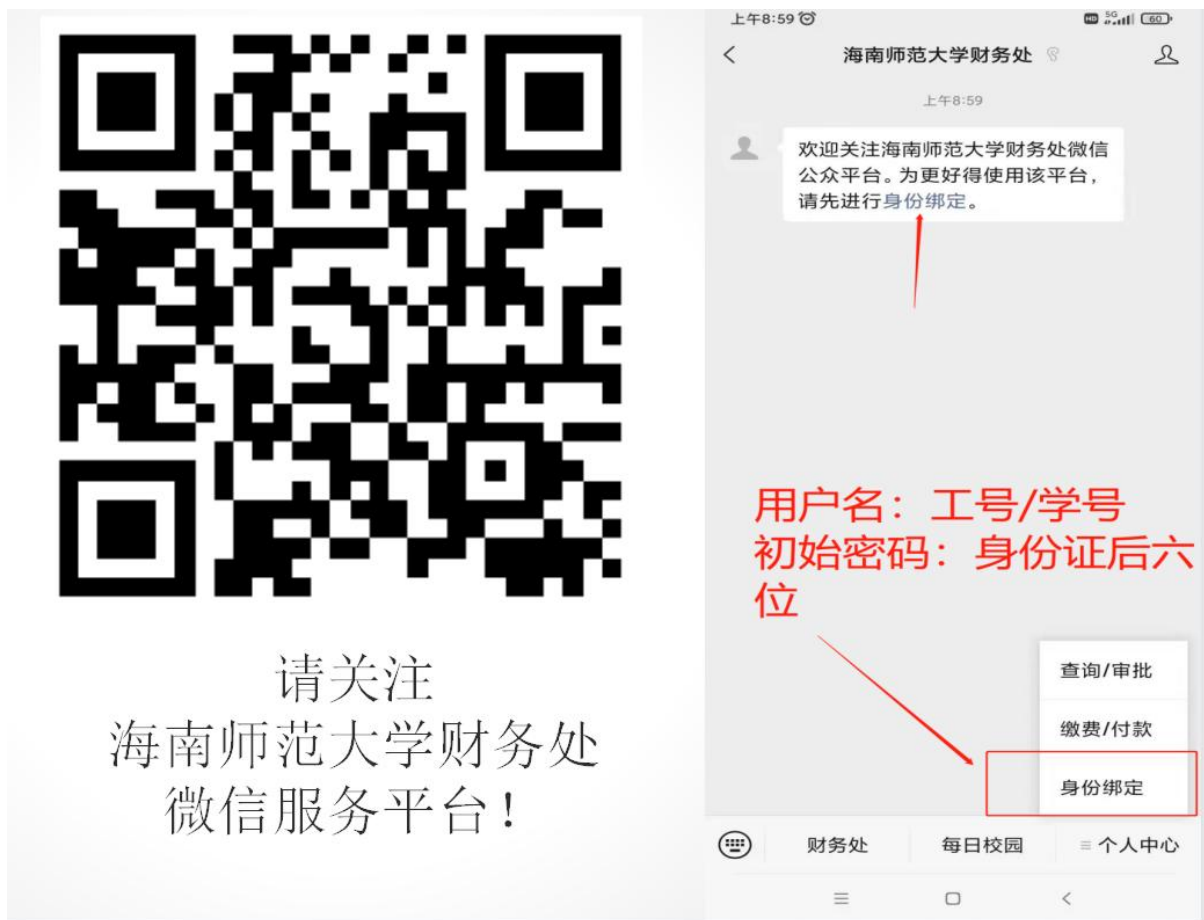 请关注
海南师范大学财务处
微信服务平台！
上午8:59
HD 5G 60
海南师范大学财务处
上午8:59
欢迎关注海南师范大学财务处微信
公众平台。为更好得使用该平台，
请先进行身份绑定。
用户名：工号/学号
初始密码：身份证后六
位
查询/审批
缴费/付款
身份绑定
财务处 每日校园 个人中心